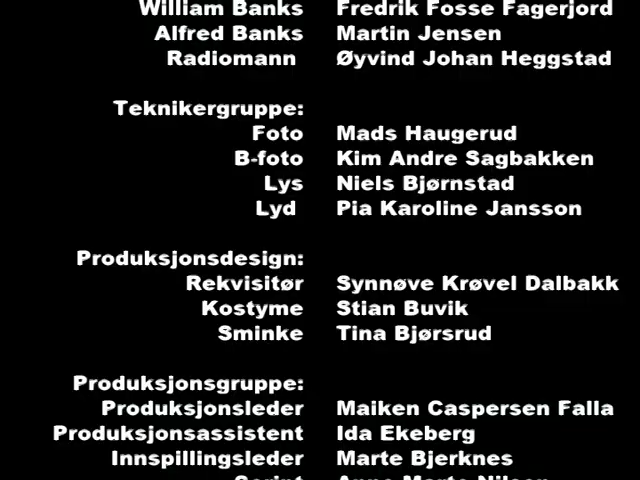 William Banks Fredrik Fosse Fagerjord
Alfred Banks Martin Jensen
Radiomann Øyvind Johan Heggstad
Teknikergruppe:
Foto Mads Haugerud
B-foto Kim Andre Sagbakken
Lys Niels Bjørnstad
Lyd Pia Karoline Jansson
Produksjonsdesign:
Rekvisitør Synnøve Krøvel Dalbakk
Kostyme Stian Buvik
Sminke Tina Bjørsrud
Produksjonsgruppe:
Produksjonsleder Maiken Caspersen Falla
Produksjonsassistent Ida Ekeberg
Innspillingsleder Marte Bjerknes